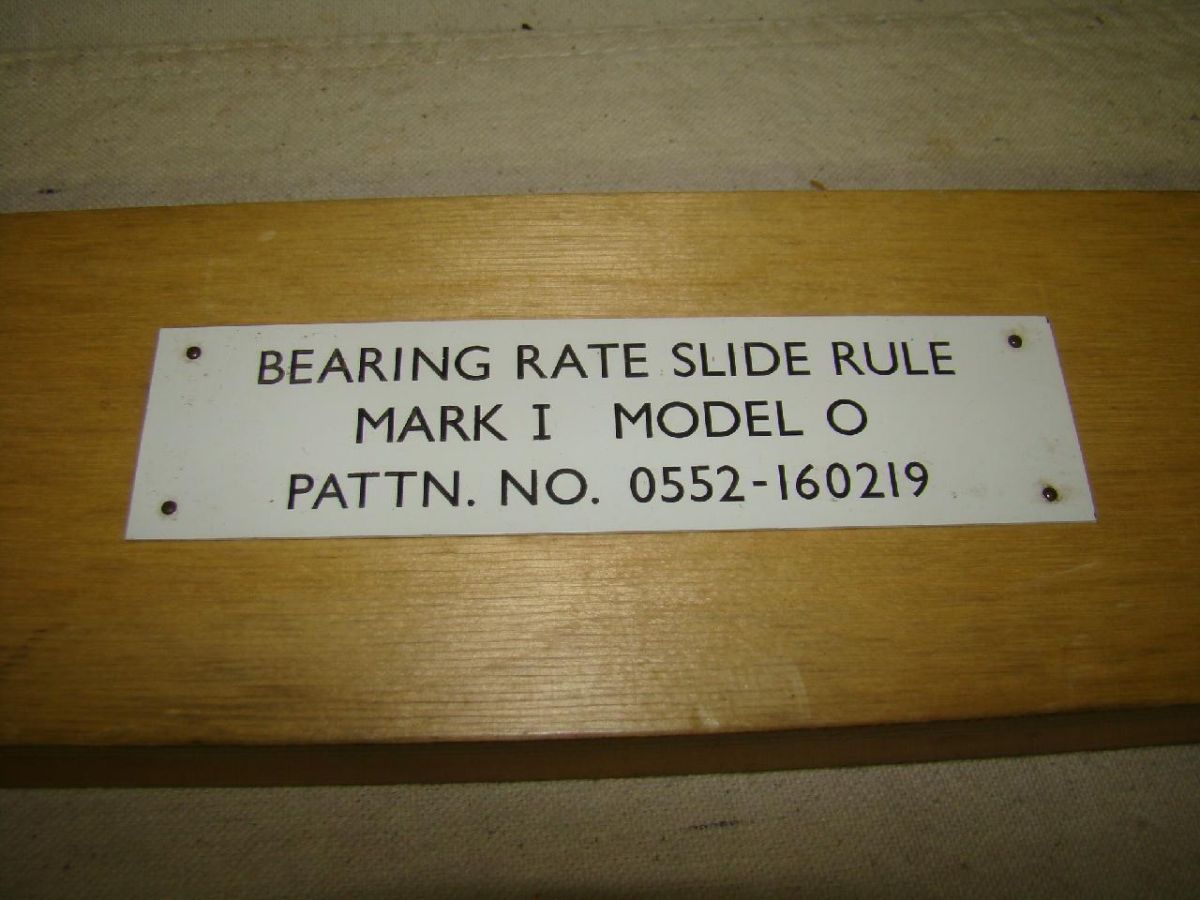 BEARING RATE SLIDE RULE
MARK I MODEL O
PATTN. NO. 0552-160219